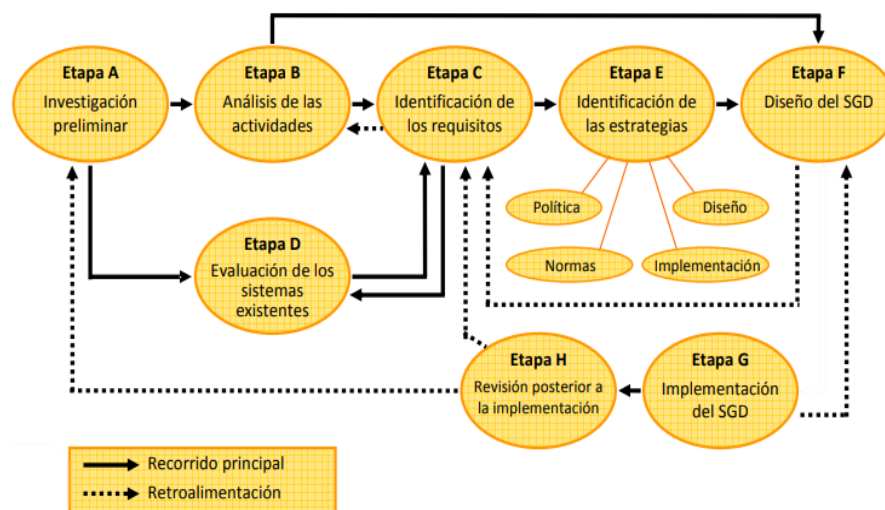 Etapa A
Investigación
preliminar
Etapa B
Análisis de las
actividades
Etapa C
Identificación de
los requisitos
Etapa E
Identificación de
las estrategias
Etapa F
Diseño del SGD
Política
Diseño
Normas
Implementación
Etapa D
Evaluación de los
sistemas
existentes
Etapa H
Revisión posterior a
la implementación
Etapa G
Implementación
del SGD
Recorrido principal
Retroalimentación